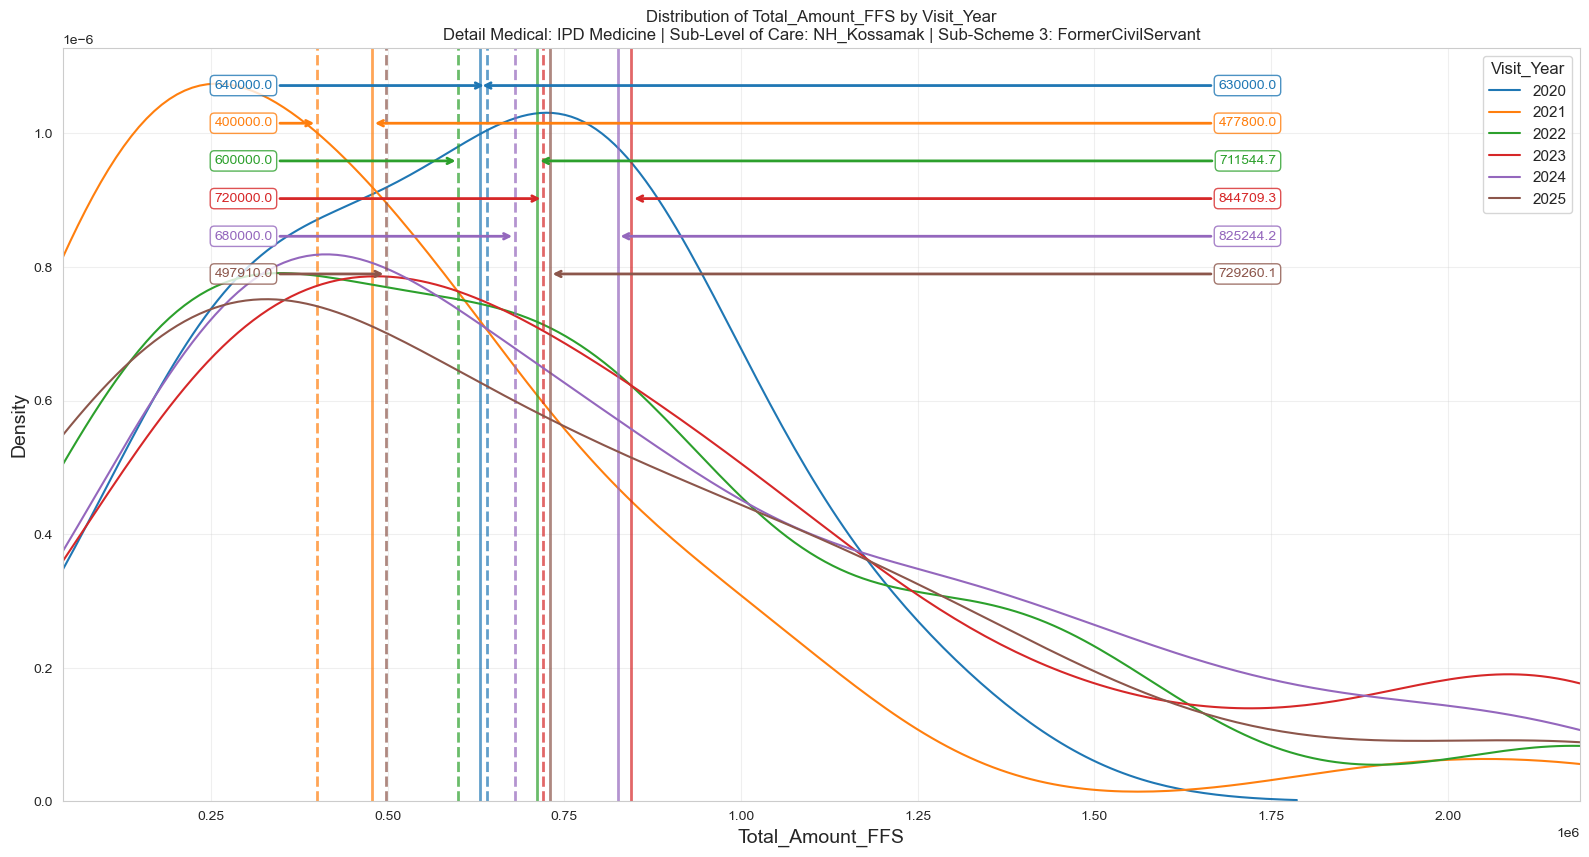 Distribution of Total_Amount_FFS by Visit_Year
Detail Medical: IPD Medicine | Sub-Level of Care: NH_Kossamak | Sub-Scheme 3: FormerCivilServant
1e−6
Visit_Year
2020
2021
2022
2023
2024
2025
640000.0 630000.0
400000.0 477800.0
600000.0 711544.7
720000.0 844709.3
680000.0 825244.2
497910.0 729260.1
1.0
0.8
0.6
0.4
0.2
0.0
Density
0.25 0.50 0.75 1.00 1.25 1.50 1.75 2.00
1e6
Total_Amount_FFS